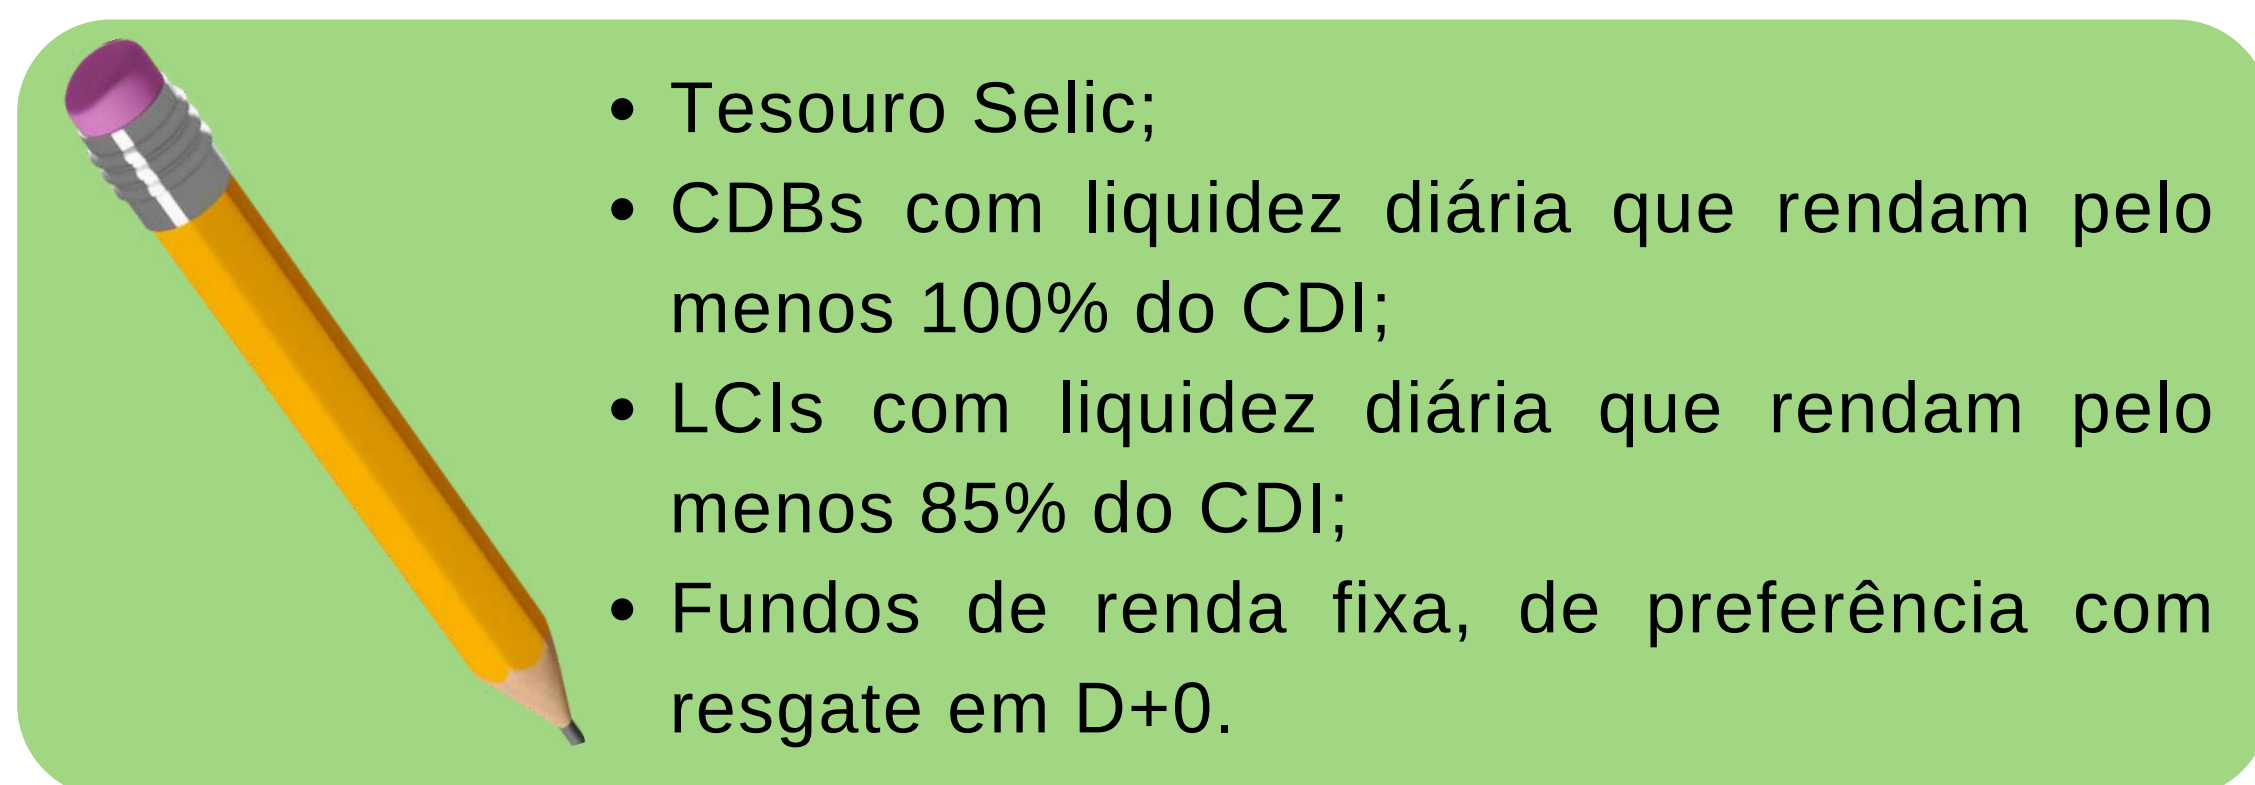 • Tesouro Selic;
• CDBs com liquidez diária que rendam pelo
menos 100% do CDI;
• LCIs com liquidez diária que rendam pelo
menos 85% do CDI;
• Fundos de renda fixa, de preferência com
resgate em D+0.